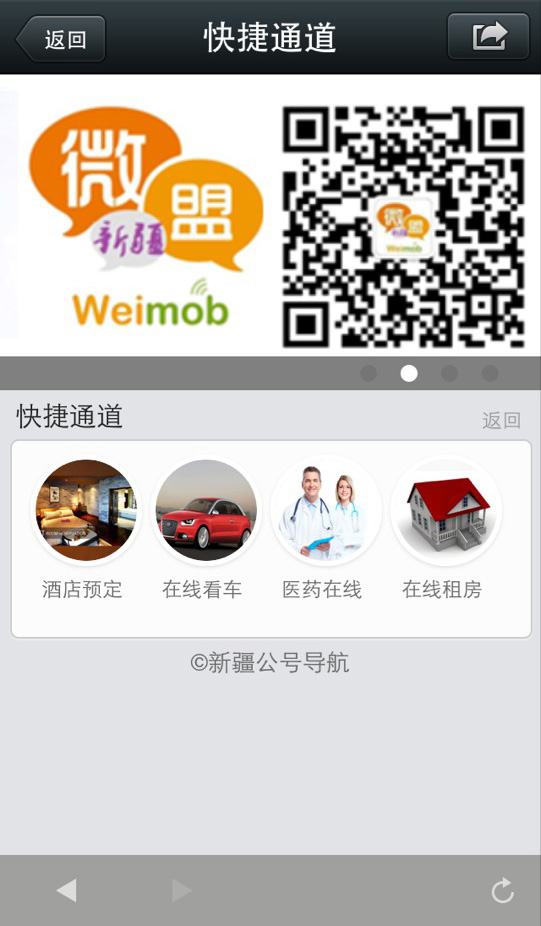 返回
快捷通道
微
盟
新疆
Weimob
微
盟
Weimob
快捷通道
返回
酒店预定
在线看车
医药在线
在线租房
©新疆公号导航